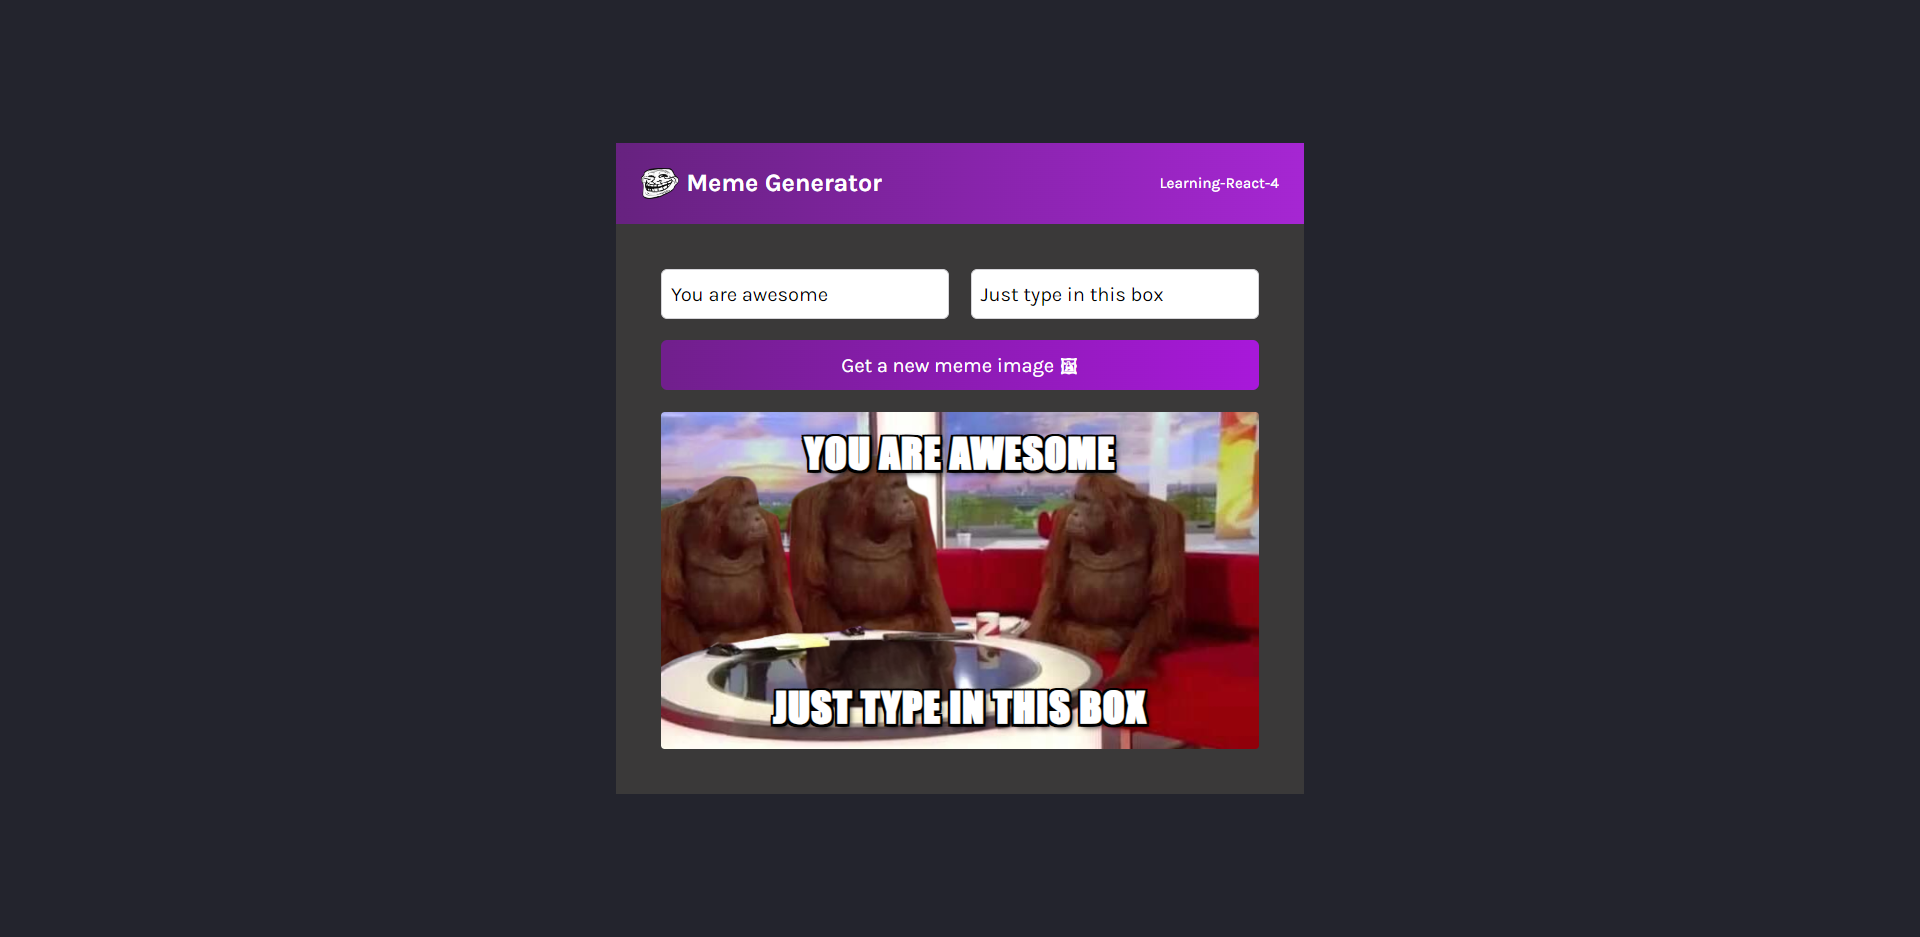 Meme Generator
Learning-React-4
You are awesome
Just type in this box
Get a new meme image 🖼
YOU ARE AWESOME
JUST TYPE IN THIS BOX